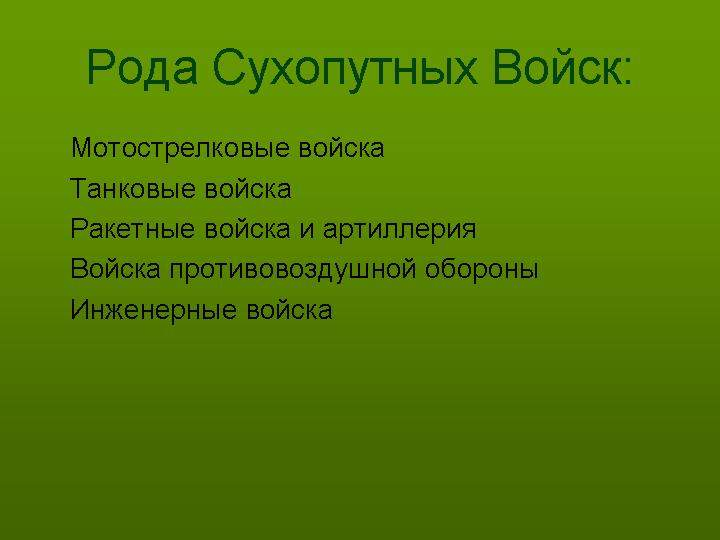 Рода Сухопутных Войск:
Мотострелковые войска
Танковые войска
Ракетные войска и артиллерия
Войска противовоздушной обороны
Инженерные войска